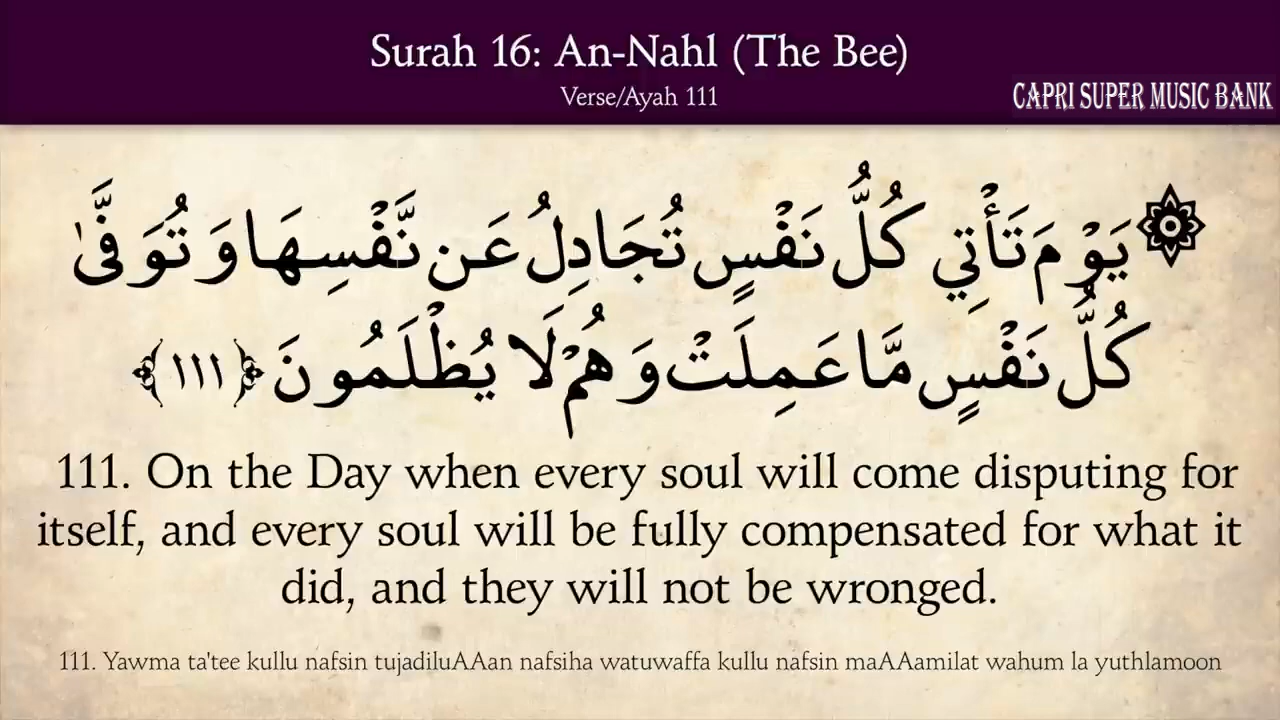 Surah 16: An-Nahl (The Bee)
Verse/Ayah 111
CAPRI SUPER MUSIC BANK
۞ يَوْمَ تَأْتِي كُلُّ نَفْسٍ تُجَادِلُ عَن نَّفْسِهَا وَتُوَفَّىٰ
كُلُّ نَفْسٍ مَّا عَمِلَتْ وَهُمْ لَا يُظْلَمُونَ ﴿١١١﴾
111. On the Day when every soul will come disputing for
itself, and every soul will be fully compensated for what it
did, and they will not be wronged.
111. Yawma ta'tee kullu nafsin tujadiluAAan nafsiha watuwaffa kullu nafsin maAAamilat wahum la yuthlamoon